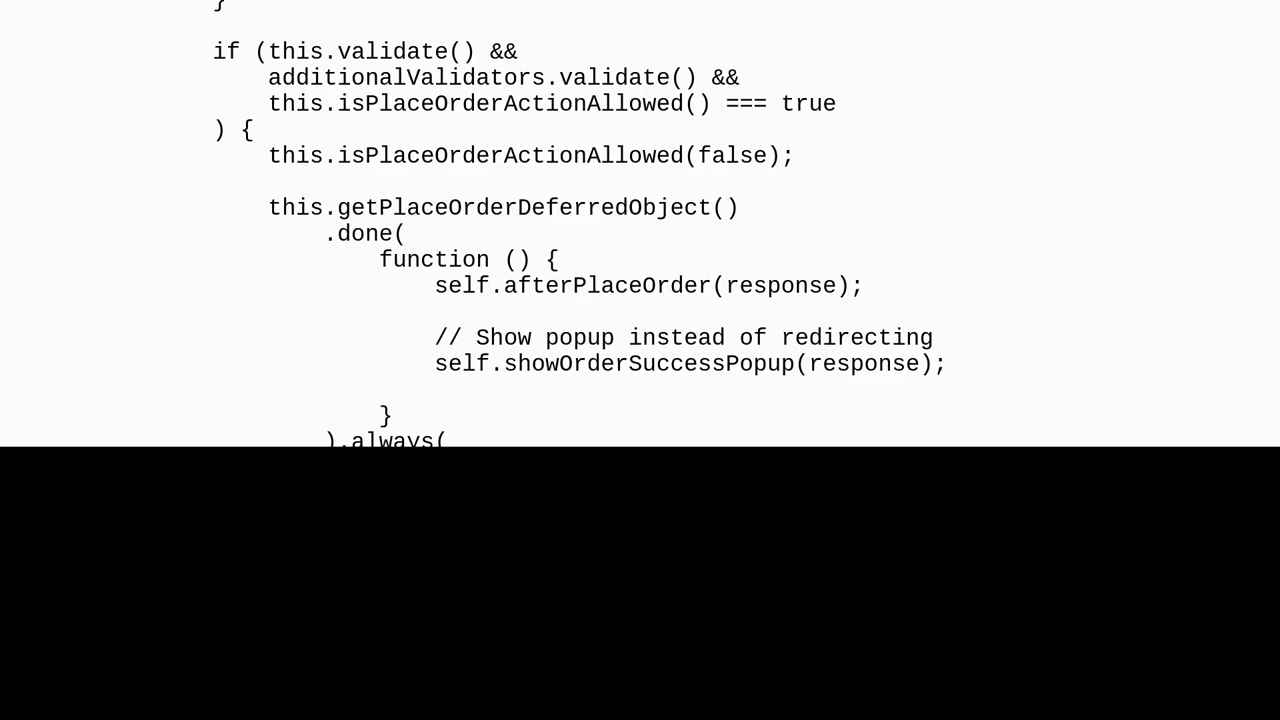 }
if (this.validate() &&
additionalValidators.validate() &&
this.isPlaceOrderActionAllowed() === true
) {
this.isPlaceOrderActionAllowed(false);
this.getPlaceOrderDeferredObject()
.done(
function () {
self.afterPlaceOrder(response);
// Show popup instead of redirecting
self.showOrderSuccessPopup(response);
}
).always(